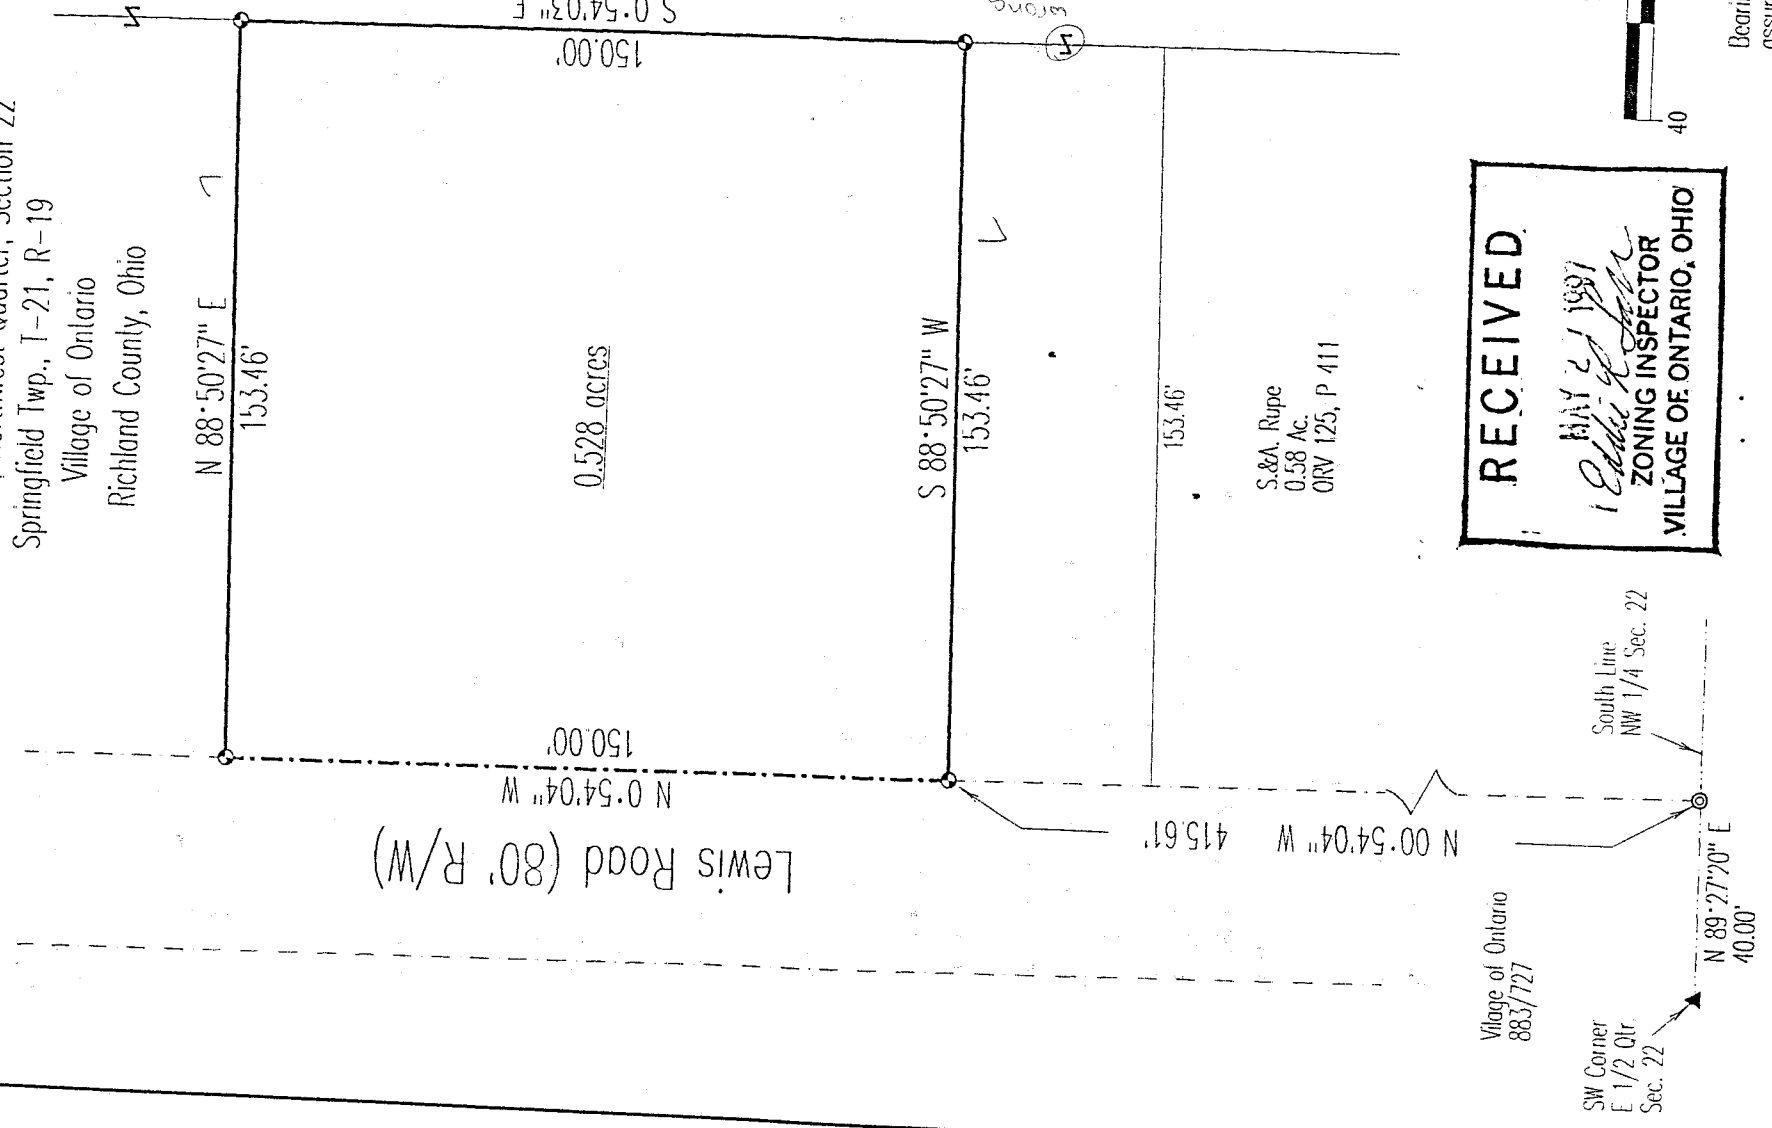 Springfield Twp., T-21, R-19
Village of Ontario
Richland County, Ohio
N 88°50'27" E
153.46'
S 0°54'03" E
150.00'
wrong
0.528 acres
S 88°50'27" W
153.46'
150.00'
N 0°54'04" W
Lewis Road (80' R/W)
153.46'
S.&A. Rupe
0.58 Ac.
ORV 125, P 411
N 00°54'04" W 415.61'
RECEIVED
MAY 1997
ZONING INSPECTOR
VILLAGE OF ONTARIO, OHIO
40
South Line
NW 1/4 Sec. 22
Village of Ontario
883/727
N 89°27'20" E
40.00'
SW Corner
E 1/2 Qtr.
Sec. 22